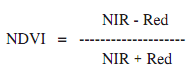 NIR - Red
NDVI = --------------------
NIR + Red